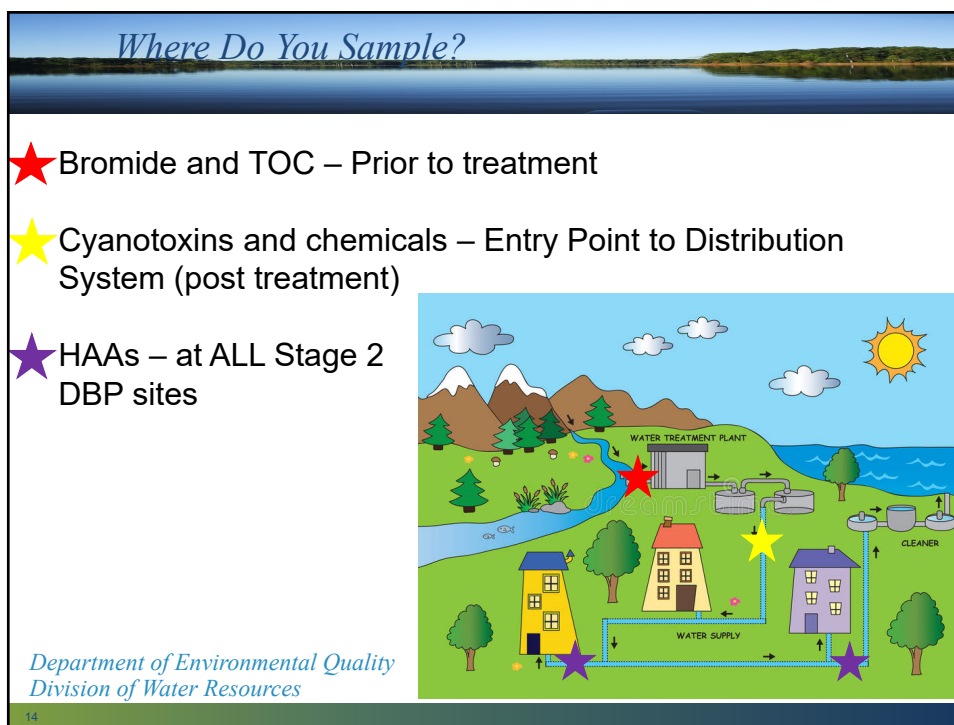 Where Do You Sample?
Bromide and TOC – Prior to treatment
Cyanotoxins and chemicals – Entry Point to Distribution
System (post treatment)
HAAs – at ALL Stage 2
DBP sites
WATER TREATMENT PLANT
dreamstime
CLEANER
WATER SUPPLY
Department of Environmental Quality
Division of Water Resources
14